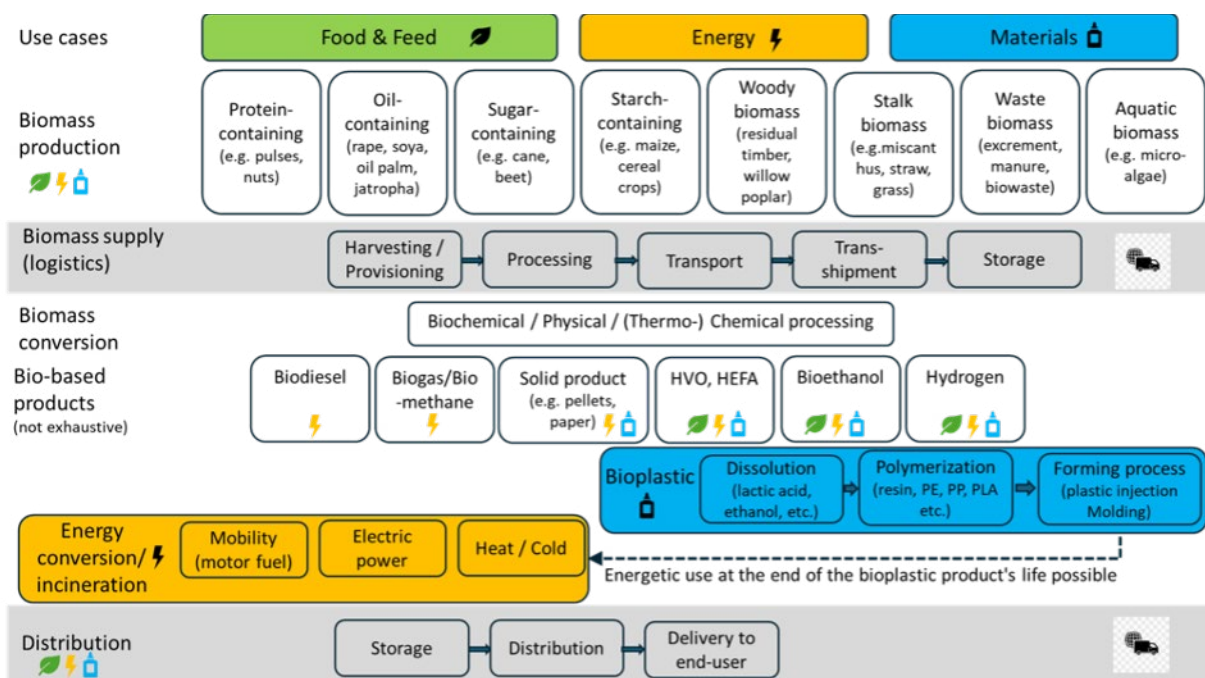 Use cases
Food & Feed
Energy
Materials
Biomass
production
Protein-
containing
(e.g. pulses,
nuts)
Oil-
containing
(rape, soya,
oil palm,
jatropha)
Sugar-
containing
(e.g. cane,
beet)
Starch-
containing
(e.g. maize,
cereal
crops)
Woody
biomass
(residual
timber,
willow
poplar)
Stalk
biomass
(e.g.miscant
hus, straw,
grass)
Waste
biomass
(excrement,
manure,
biowaste)
Aquatic
biomass
(e.g. micro-
algae)
Biomass supply
(logistics)
Harvesting /
Provisioning
Processing
Transport
Trans-
shipment
Storage
Biomass
conversion
Biochemical / Physical / (Thermo-) Chemical processing
Bio-based
products
(not exhaustive)
Biodiesel
Biogas/Bio
-methane
Solid product
(e.g. pellets,
paper)
HVO, HEFA
Bioethanol
Hydrogen
Bioplastic
Dissolution
(lactic acid,
ethanol, etc.)
Polymerization
(resin, PE, PP, PLA
etc.)
Forming process
(plastic injection
Molding)
Energy
conversion/
incineration
Mobility
(motor fuel)
Electric
power
Heat / Cold
Energetic use at the end of the bioplastic product's life possible
Distribution
Storage
Distribution
Delivery to
end-user